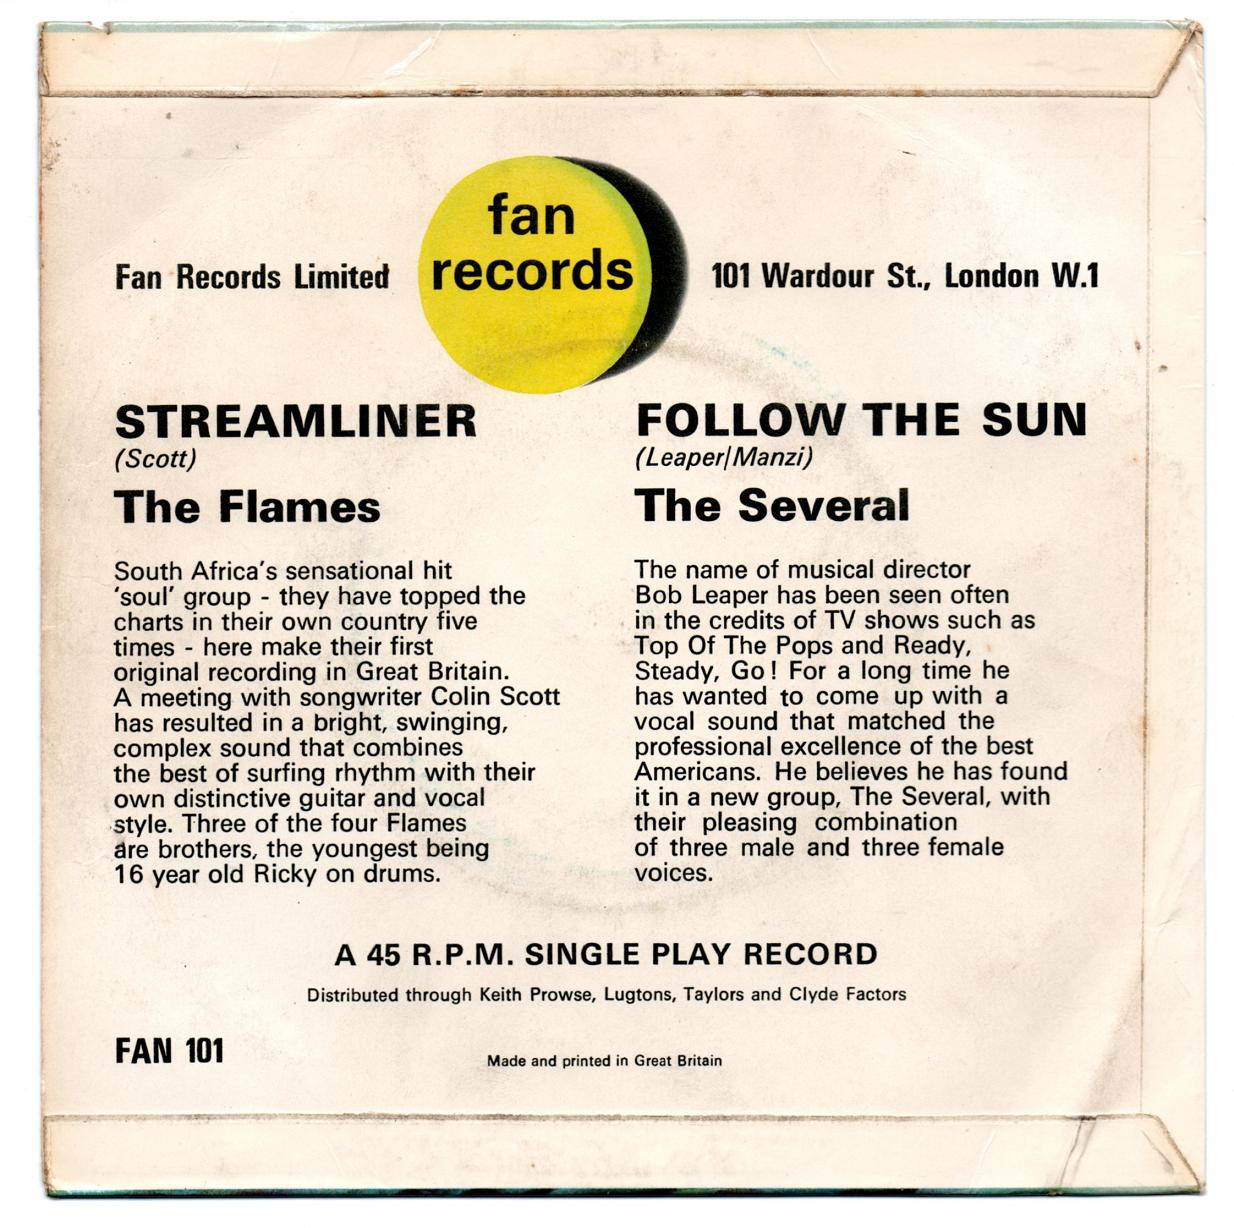 fan
records
Fan Records Limited
101 Wardour St., London W.1
STREAMLINER
(Scott)
The Flames
South Africa's sensational hit
'soul' group - they have topped the
charts in their own country five
times - here make their first
original recording in Great Britain.
A meeting with songwriter Colin Scott
has resulted in a bright, swinging,
complex sound that combines
the best of surfing rhythm with their
own distinctive guitar and vocal
style. Three of the four Flames
are brothers, the youngest being
16 year old Ricky on drums.
FOLLOW THE SUN
(Leaper/Manzi)
The Several
The name of musical director
Bob Leaper has been seen often
in the credits of TV shows such as
Top Of The Pops and Ready,
Steady, Go! For a long time he
has wanted to come up with a
vocal sound that matched the
professional excellence of the best
Americans. He believes he has found
it in a new group, The Several, with
their pleasing combination
of three male and three female
voices.
A 45 R.P.M. SINGLE PLAY RECORD
Distributed through Keith Prowse, Lugtons, Taylors and Clyde Factors
FAN 101
Made and printed in Great Britain